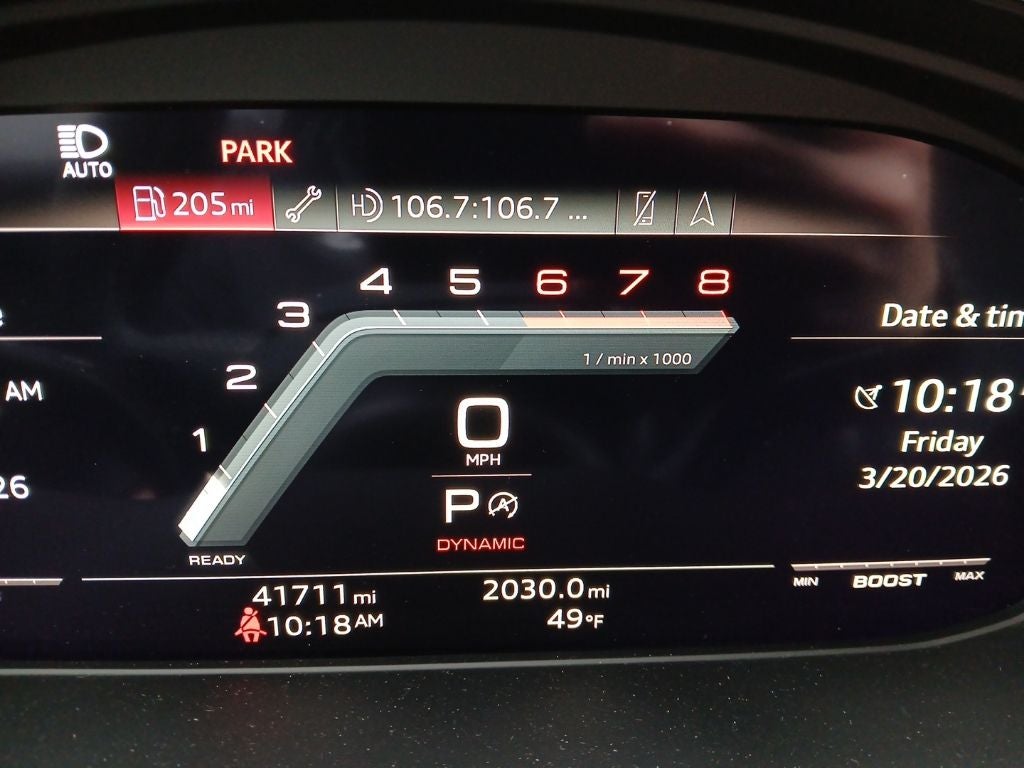 AUTO
PARK
205 mi
106.7:106.7 ...
4 5 6 7 8
3
2
1
1 / min x 1000
0
MPH
P
A
DYNAMIC
READY
41711 mi
2030.0 mi
10:18 AM
49°F
AM
26
Date & tim
10:18
Friday
3/20/2026
MIN BOOST MAX